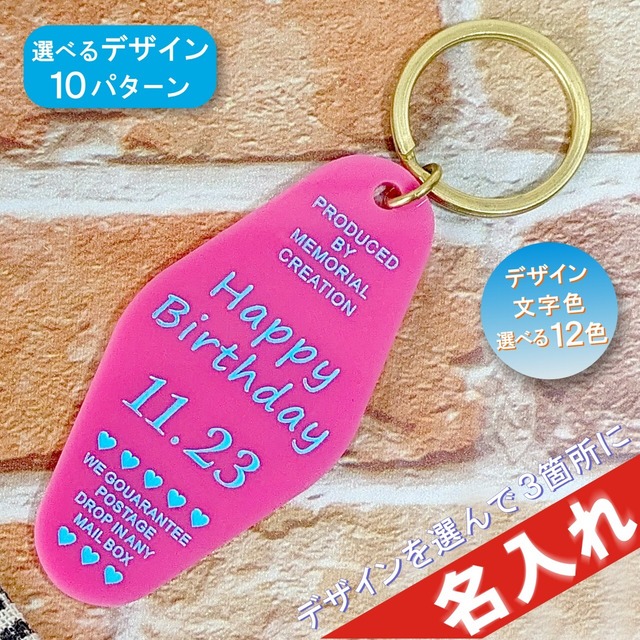 選べるデザイン
10パターン
PRODUCED
BY
MEMORIAL
CREATION
Happy
Birthday
11.23
WE GOUARANTEE
POSTAGE
DROP IN ANY
MAIL BOX
デザイン
文字色
選べる12色
デザインを選んで3箇所に
名入れ